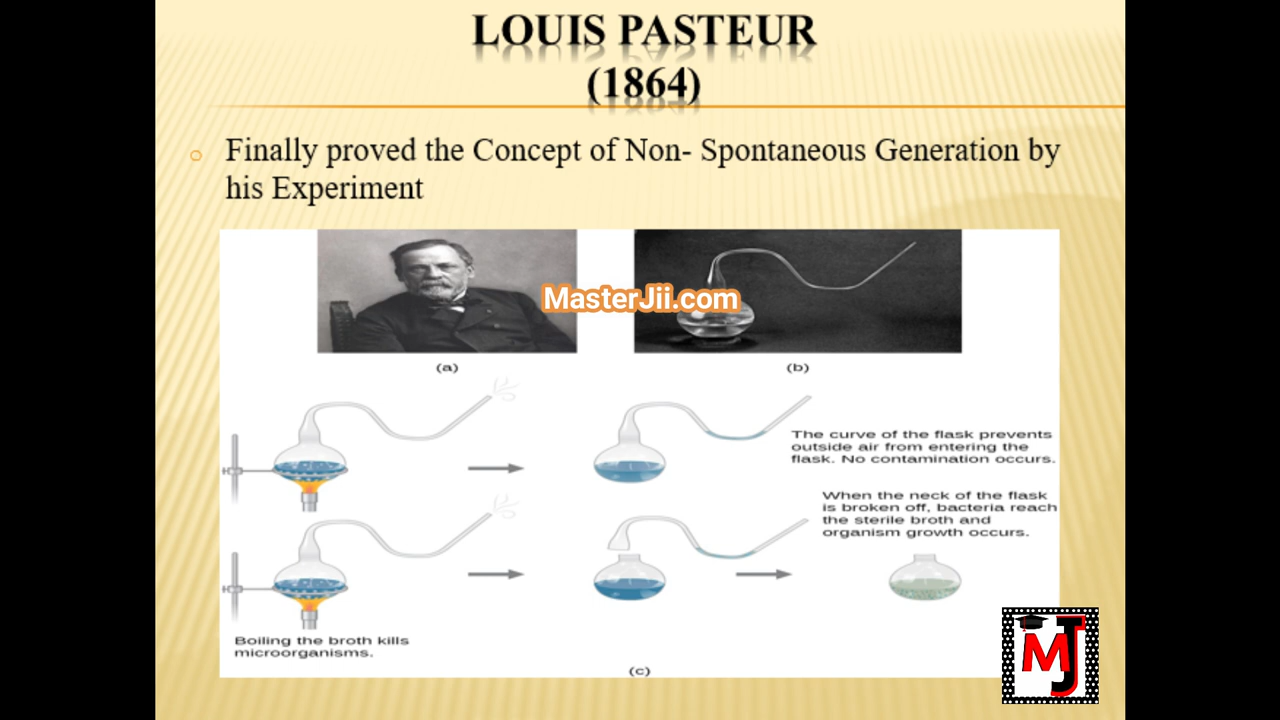 LOUIS PASTEUR
(1864)
Finally proved the Concept of Non- Spontaneous Generation by
his Experiment
MasterJii.com
(a)
(b)
The curve of the flask prevents
outside air from entering the
flask. No contamination occurs.
When the neck of the flask
is broken off, bacteria reach
the sterile broth and
organism growth occurs.
Boiling the broth kills
microorganisms.
(c)
MJ